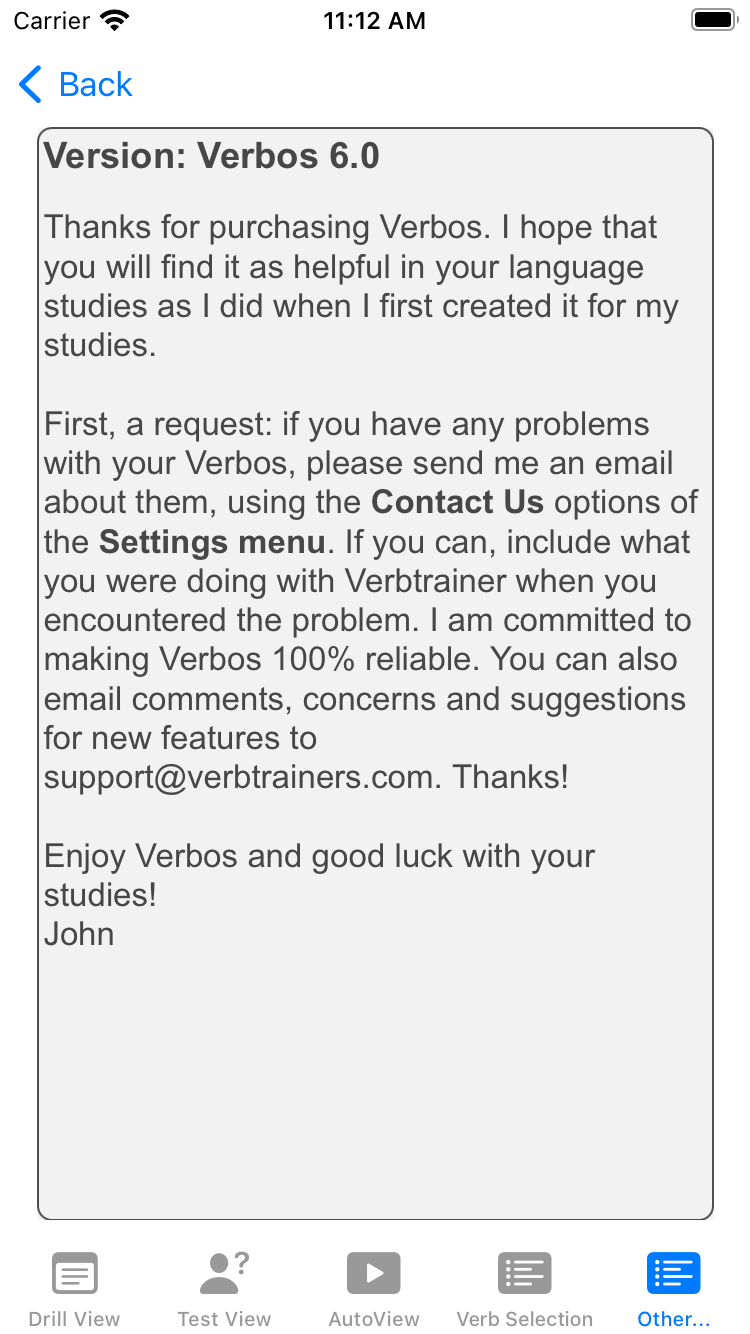 Carrier 11:12 AM
Back
Version: Verbos 6.0
Thanks for purchasing Verbos. I hope that
you will find it as helpful in your language
studies as I did when I first created it for my
studies.
First, a request: if you have any problems
with your Verbos, please send me an email
about them, using the Contact Us options of
the Settings menu. If you can, include what
you were doing with Verbtrainer when you
encountered the problem. I am committed to
making Verbos 100% reliable. You can also
email comments, concerns and suggestions
for new features to
support@verbtrainers.com. Thanks!
Enjoy Verbos and good luck with your
studies!
John
Drill View Test View AutoView Verb Selection Other...